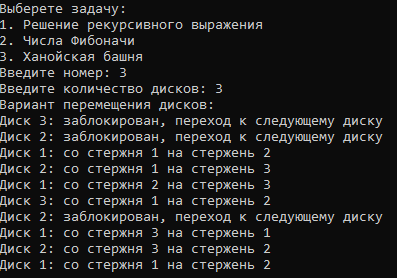 Выберете задачу:
1. Решение рекурсивного выражения
2. Числа Фибоначи
3. Ханойская башня
Введите номер: 3
Введите количество дисков: 3
Вариант перемещения дисков:
Диск 3: заблокирован, переход к следующему диску
Диск 2: заблокирован, переход к следующему диску
Диск 1: со стержня 1 на стержень 2
Диск 2: со стержня 1 на стержень 3
Диск 1: со стержня 2 на стержень 3
Диск 3: со стержня 1 на стержень 2
Диск 2: заблокирован, переход к следующему диску
Диск 1: со стержня 3 на стержень 1
Диск 2: со стержня 3 на стержень 2
Диск 1: со стержня 1 на стержень 2